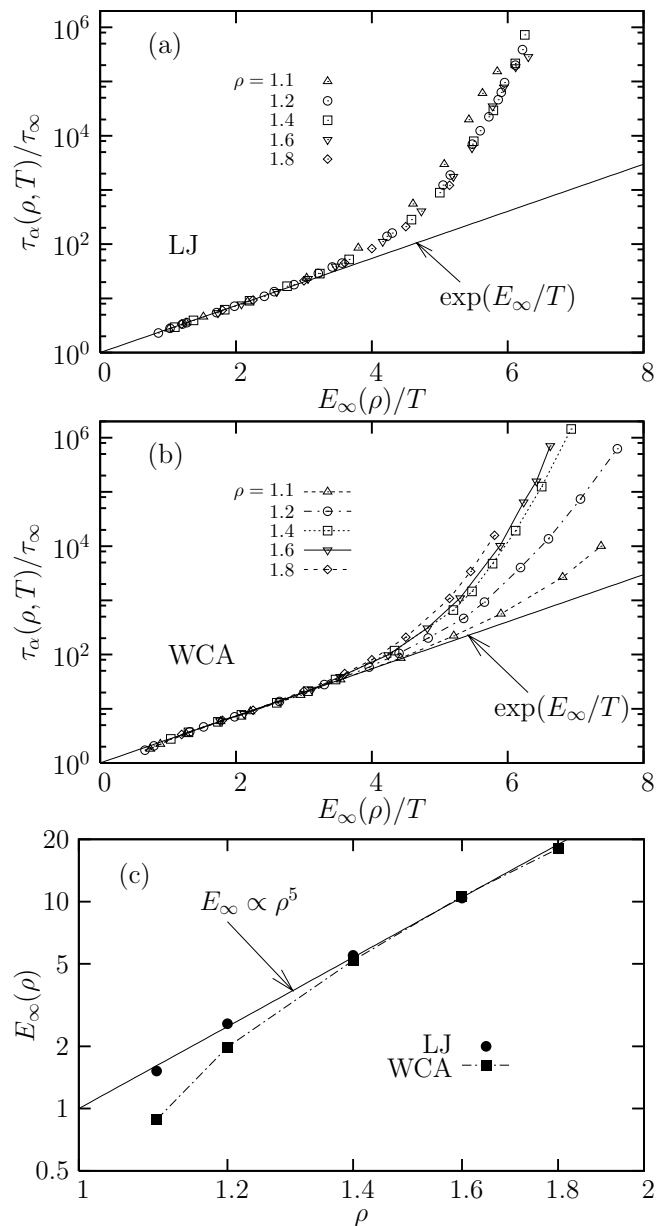 (a)
10^6
10^4
10^2
10^0
τ_α(ρ, T)/τ_∞
ρ = 1.1
1.2
1.4
1.6
1.8
LJ
exp(E_∞/T)
0 2 4 6 8
E_∞(ρ)/T
(b)
10^6
10^4
10^2
10^0
τ_α(ρ, T)/τ_∞
ρ = 1.1
1.2
1.4
1.6
1.8
WCA
exp(E_∞/T)
0 2 4 6 8
E_∞(ρ)/T
(c)
20
10
5
2
1
0.5
E_∞(ρ)
E_∞ ∝ ρ^5
LJ
WCA
1 1.2 1.4 1.6 1.8 2
ρ